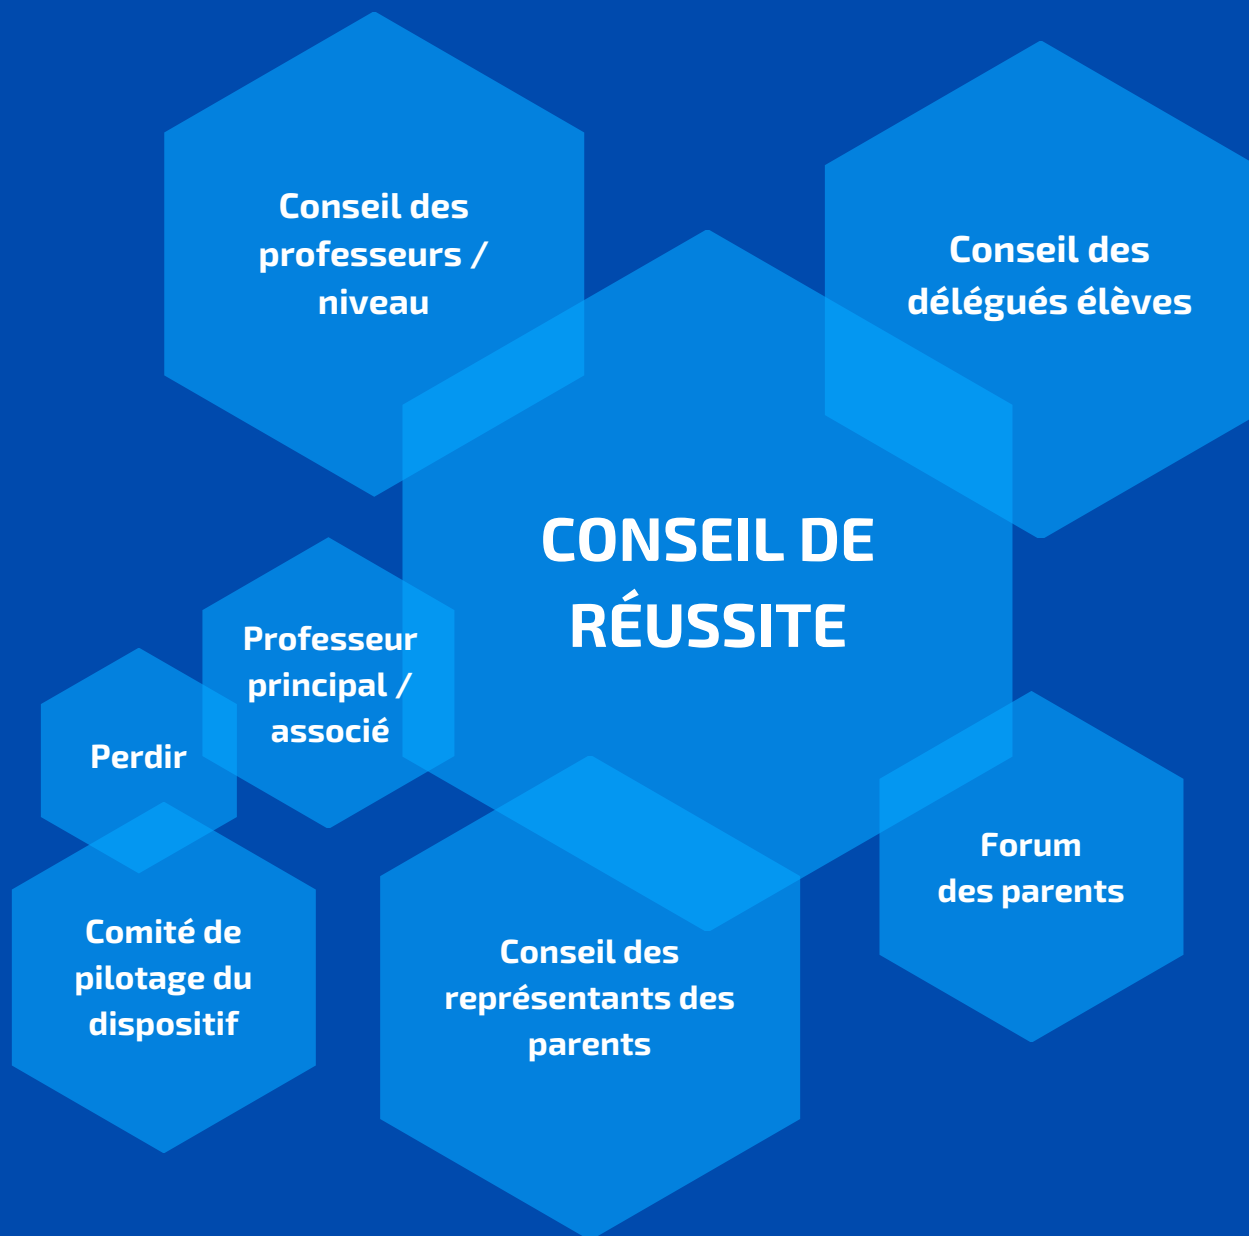 Conseil des
professeurs /
niveau
Conseil des
délégués élèves
CONSEIL DE
RÉUSSITE
Professeur
principal /
associé
Perdir
Forum
des parents
Comité de
pilotage du
dispositif
Conseil des
représentants des
parents